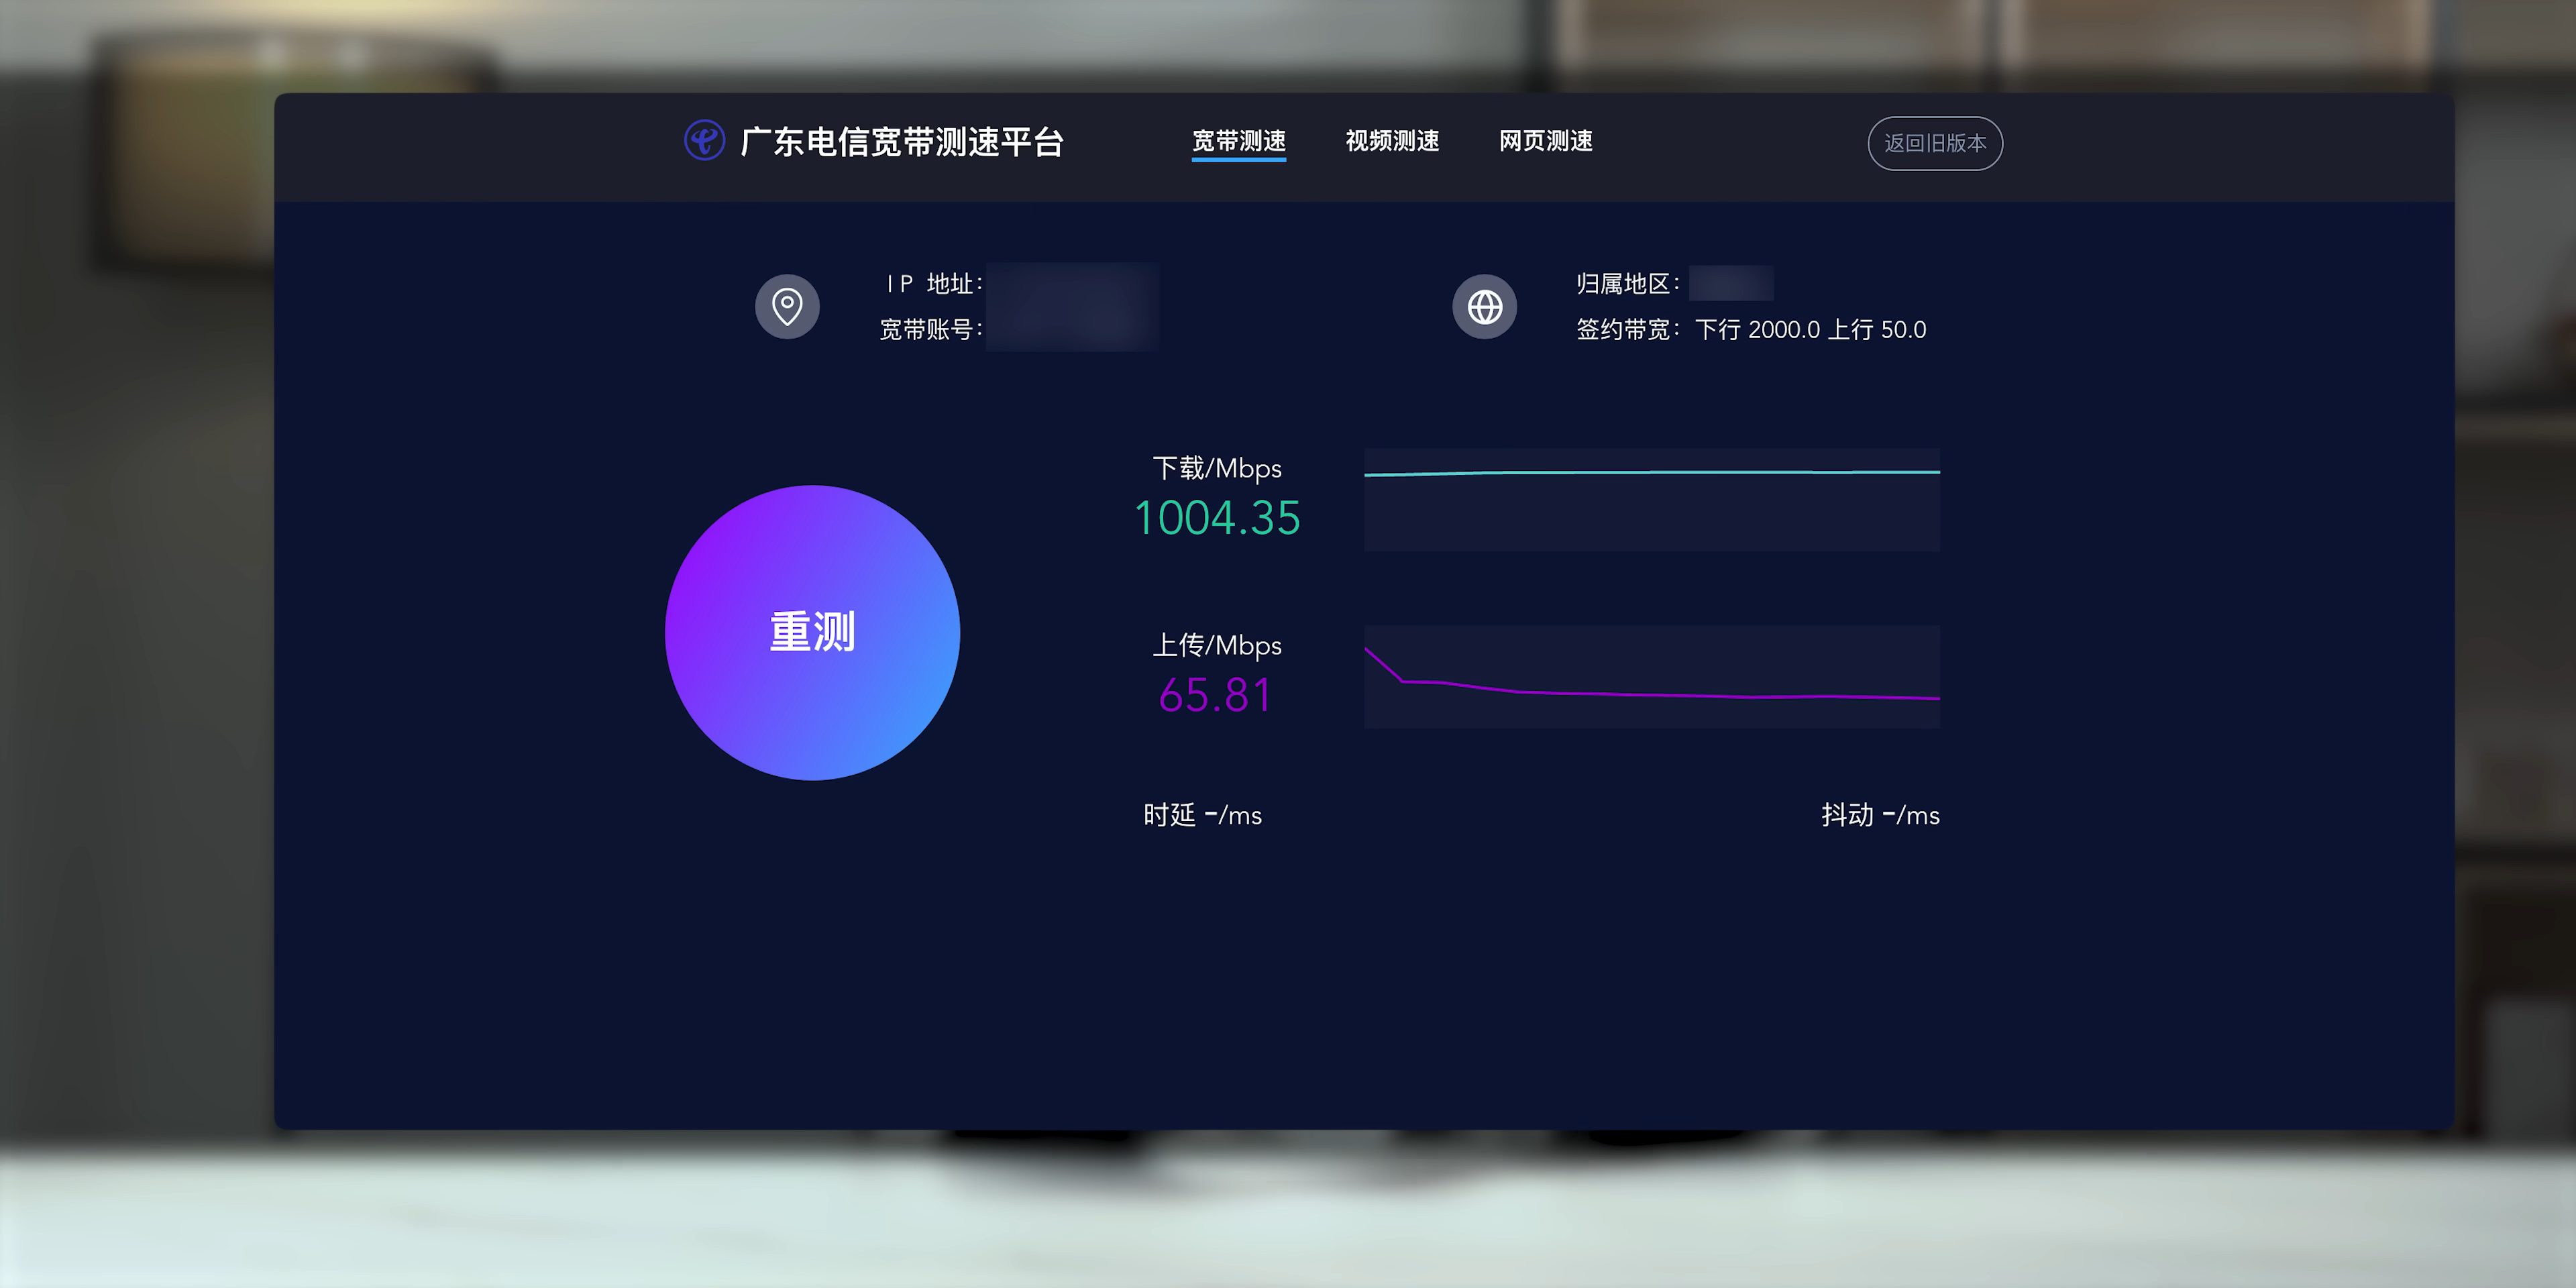 广东电信宽带测速平台
宽带测速 视频测速 网页测速
返回旧版本
IP 地址:
宽带账号:
归属地区:
签约带宽: 下行 2000.0 上行 50.0
重测
下载/Mbps
1004.35
上传/Mbps
65.81
时延 -/ms
抖动 -/ms